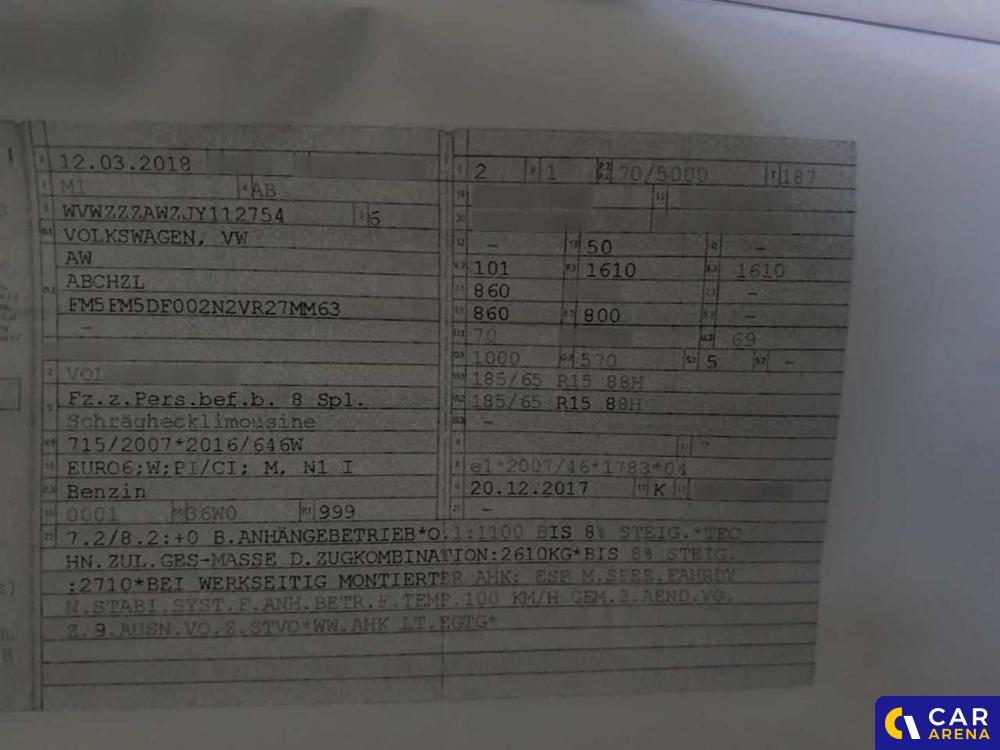 12.03.2018
M1 AB
WVWZZZAWZJY112754 6
VOLKSWAGEN, VW
AW
ABCHZL
FM5FM5DF002N2VR27MM63
-
VOL
Fz.z.Pers.bef.b. 8 Spl.
Schräghecklimousine
715/2007*2016/646W
EURO6;W;PI/CI; M, N1 I
Benzin
0001 36W0 999
2 1 70/5000 187
- 50 -
101 1610 1610
860 -
860 800 -
70 69
1000 570 5 -
185/65 R15 88H
185/65 R15 88H
-
7
e1*2007/46*1783*04
20.12.2017 K
-
7.2/8.2:+0 B.ANHÄNGEBETRIEB*O.1:1100 BIS 8% STEIG.*TEC
HN.ZUL.GES-MASSE D.ZUGKOMBINATION:2610KG*BIS 8% STEIG.
:2710*BEI WERKSEITIG MONTIERTER AHK: ESP M.SPEZ.FAHRDY
N.STABI.SYST.F.ANH.BETR.F.TEMP.100 KM/H GEM.3.AEND.VO.
Z.9.AUSN.VO.Z.STVO*WW.AHK LT.EGTG*
CAR
ARENA